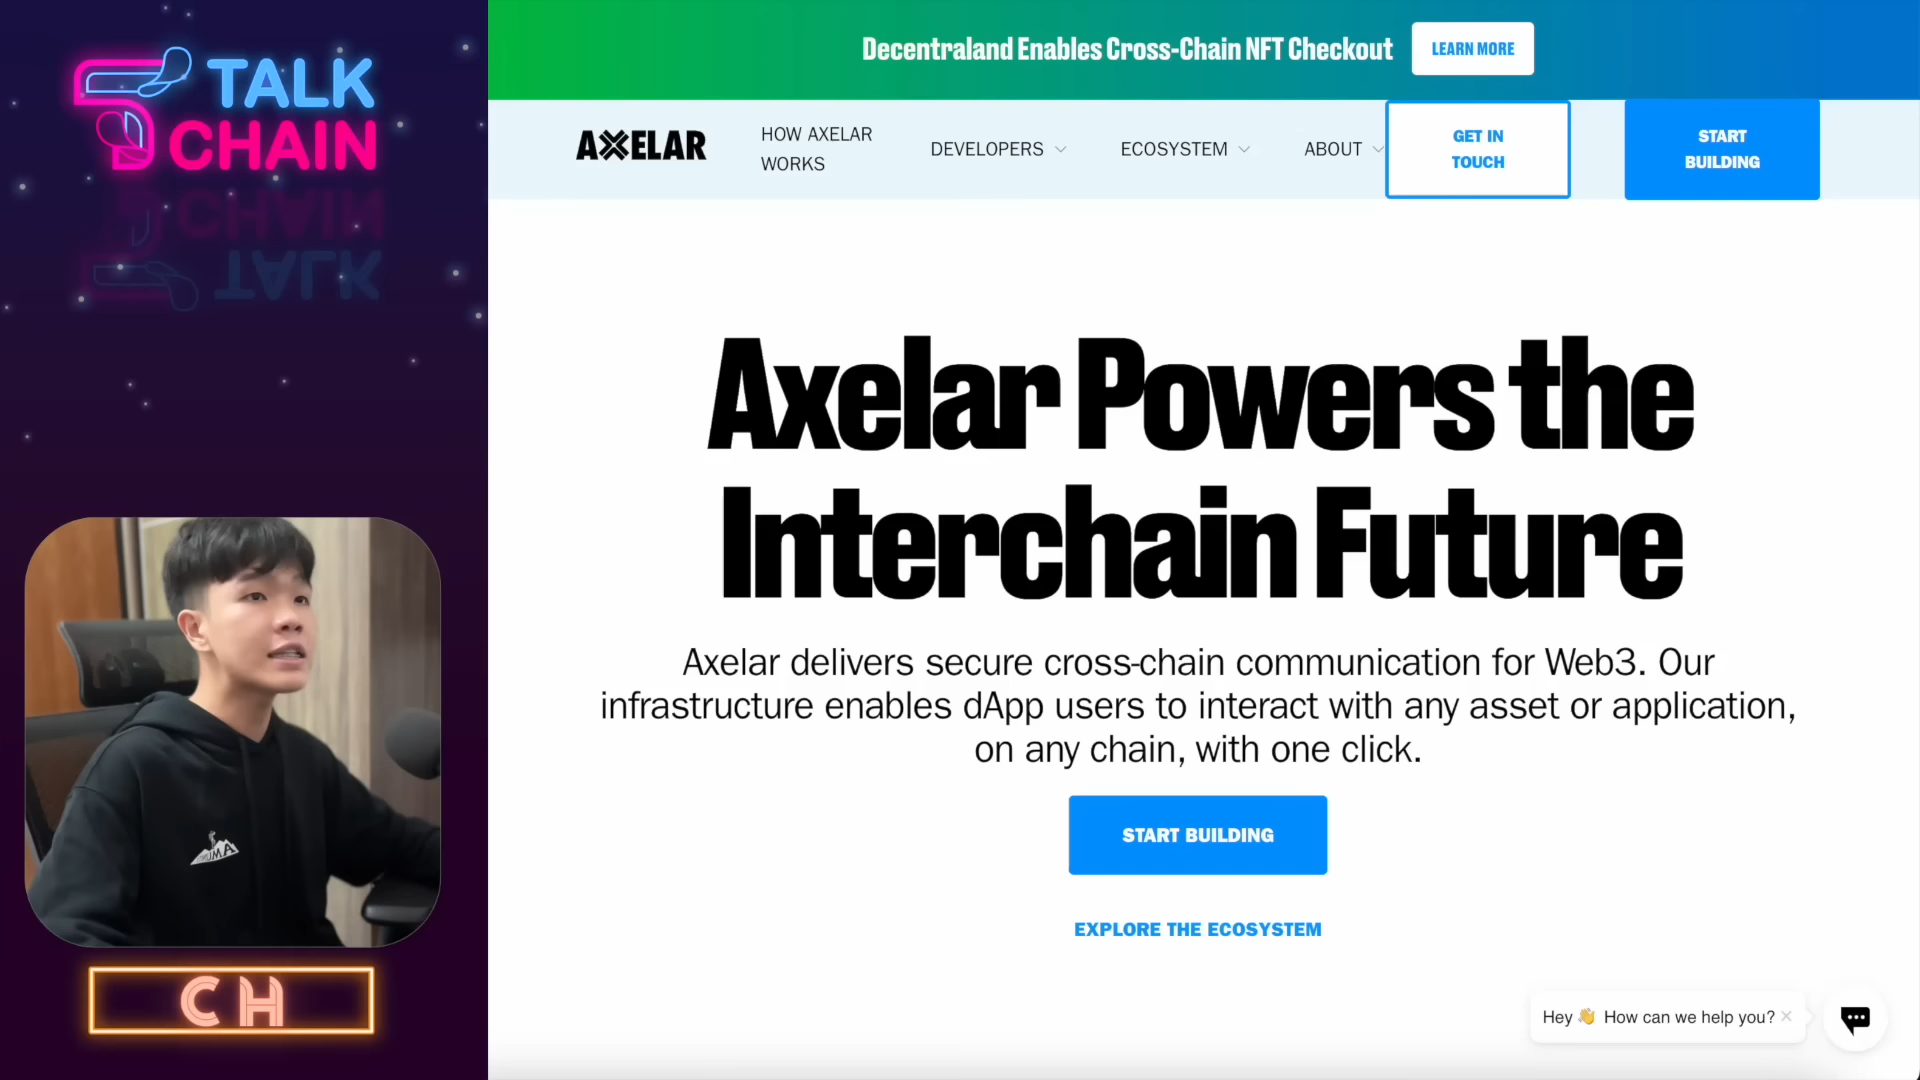 TALK
CHAIN
Decentraland Enables Cross-Chain NFT Checkout
LEARN MORE
AXELAR
HOW AXELAR
WORKS
DEVELOPERS
ECOSYSTEM
ABOUT
GET IN
TOUCH
START
BUILDING
Axelar Powers the
Interchain Future
Axelar delivers secure cross-chain communication for Web3. Our
infrastructure enables dApp users to interact with any asset or application,
on any chain, with one click.
START BUILDING
EXPLORE THE ECOSYSTEM
CH
Hey 👋 How can we help you?